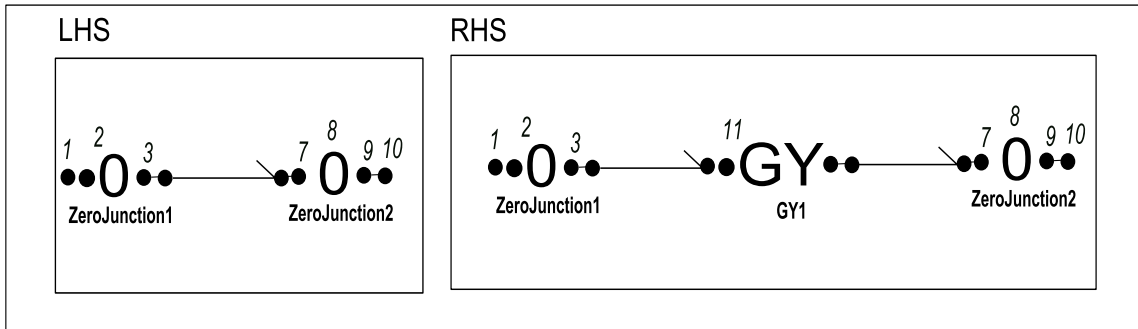 LHS
RHS
1 2 0 3 7 8 0 9 10
ZeroJunction1 ZeroJunction2
1 2 0 3 11 GY 7 8 0 9 10
ZeroJunction1 GY1 ZeroJunction2